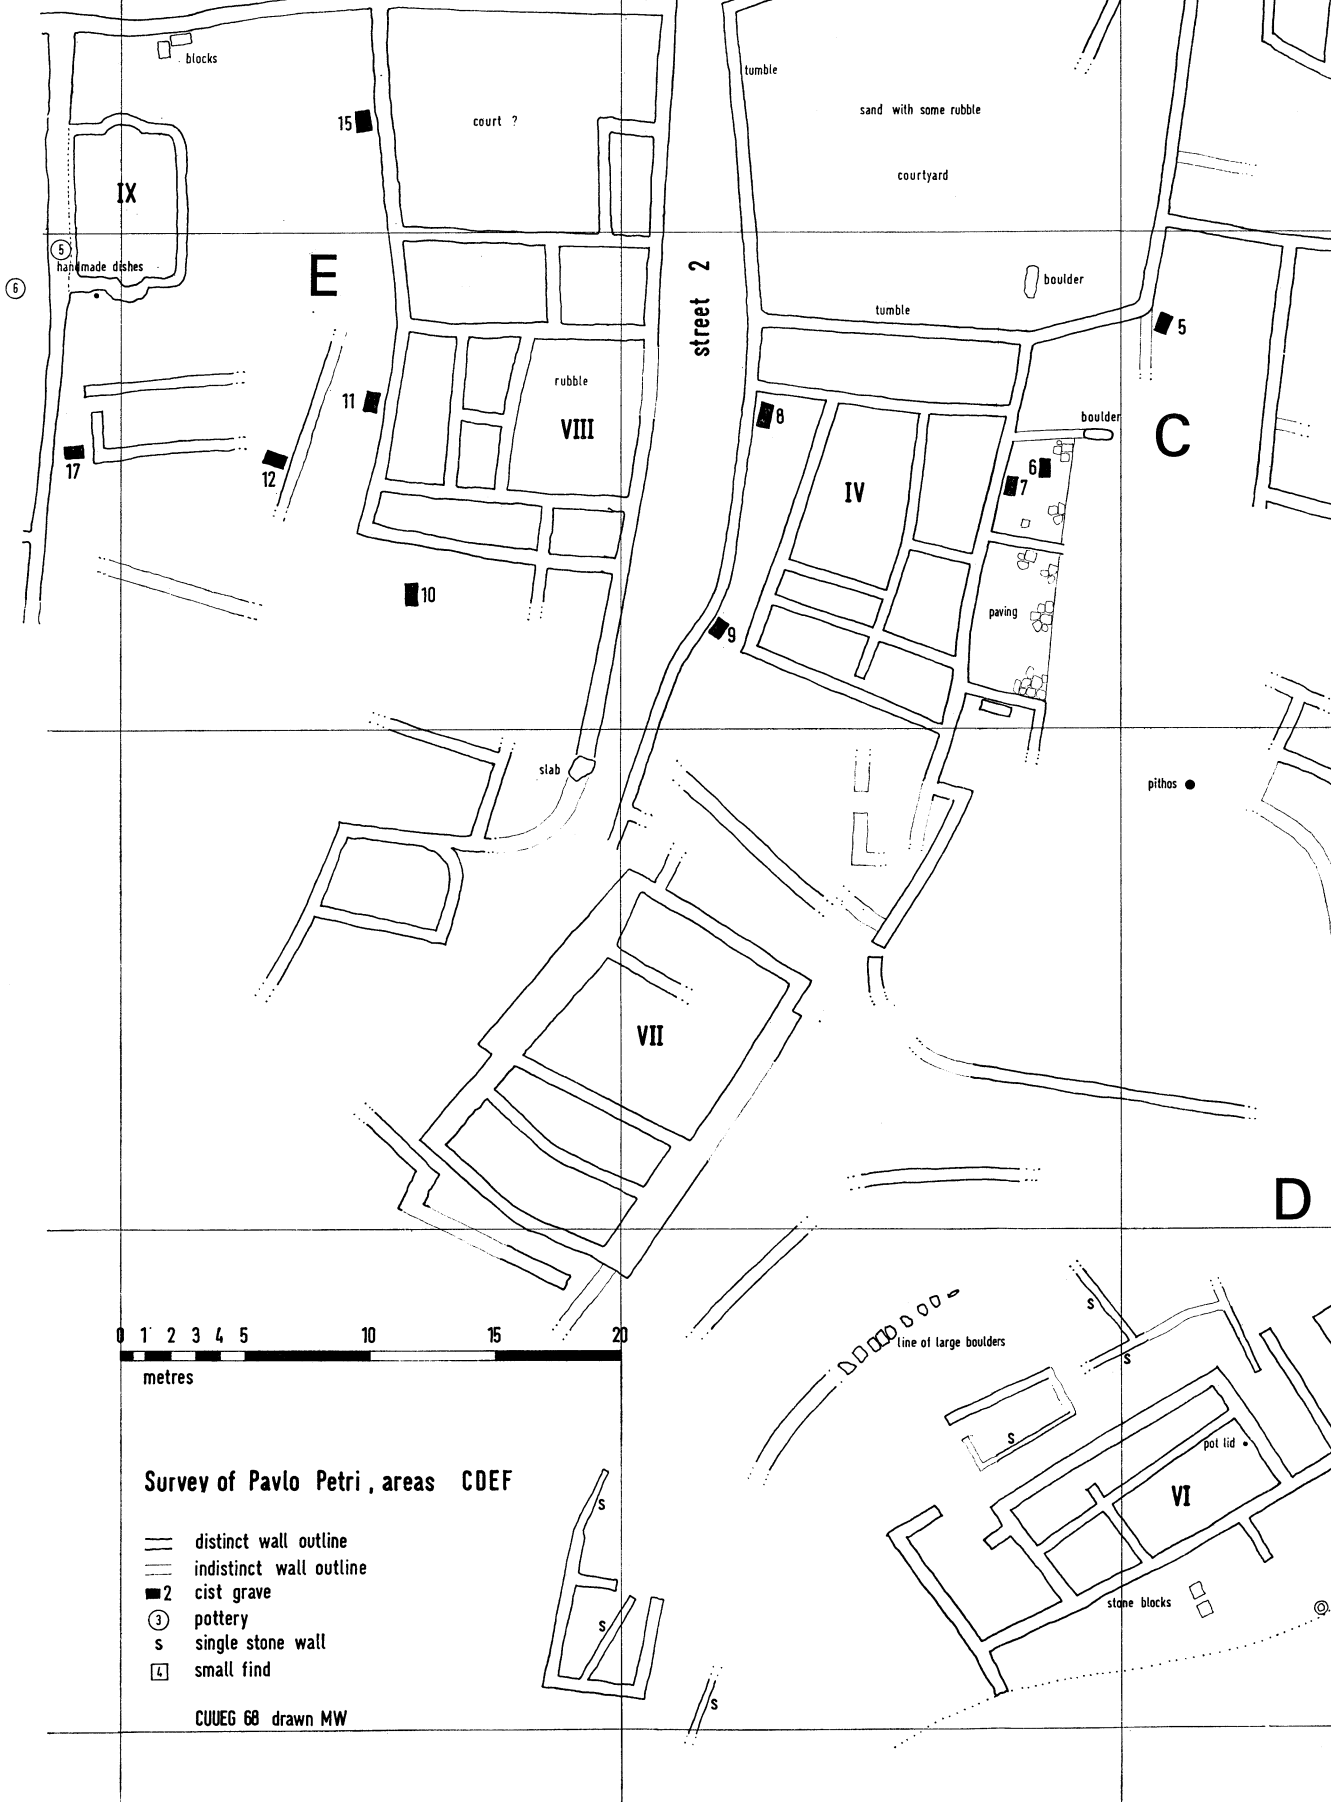 blocks
tumble
15
court ?
sand with some rubble
courtyard
IX
5
handmade dishes
6
E
street 2
boulder
tumble
5
rubble
11
VIII
8
boulder
C
17
12
IV
6
7
10
9
paving
slab
pithos
VII
D
0 1 2 3 4 5 10 15 20
metres
line of large boulders
s
s
s
pot lid
VI
stone blocks
Survey of Pavlo Petri, areas CDEF
distinct wall outline
indistinct wall outline
2 cist grave
3 pottery
s single stone wall
4 small find
CUUEG 68 drawn MW
s
s
s